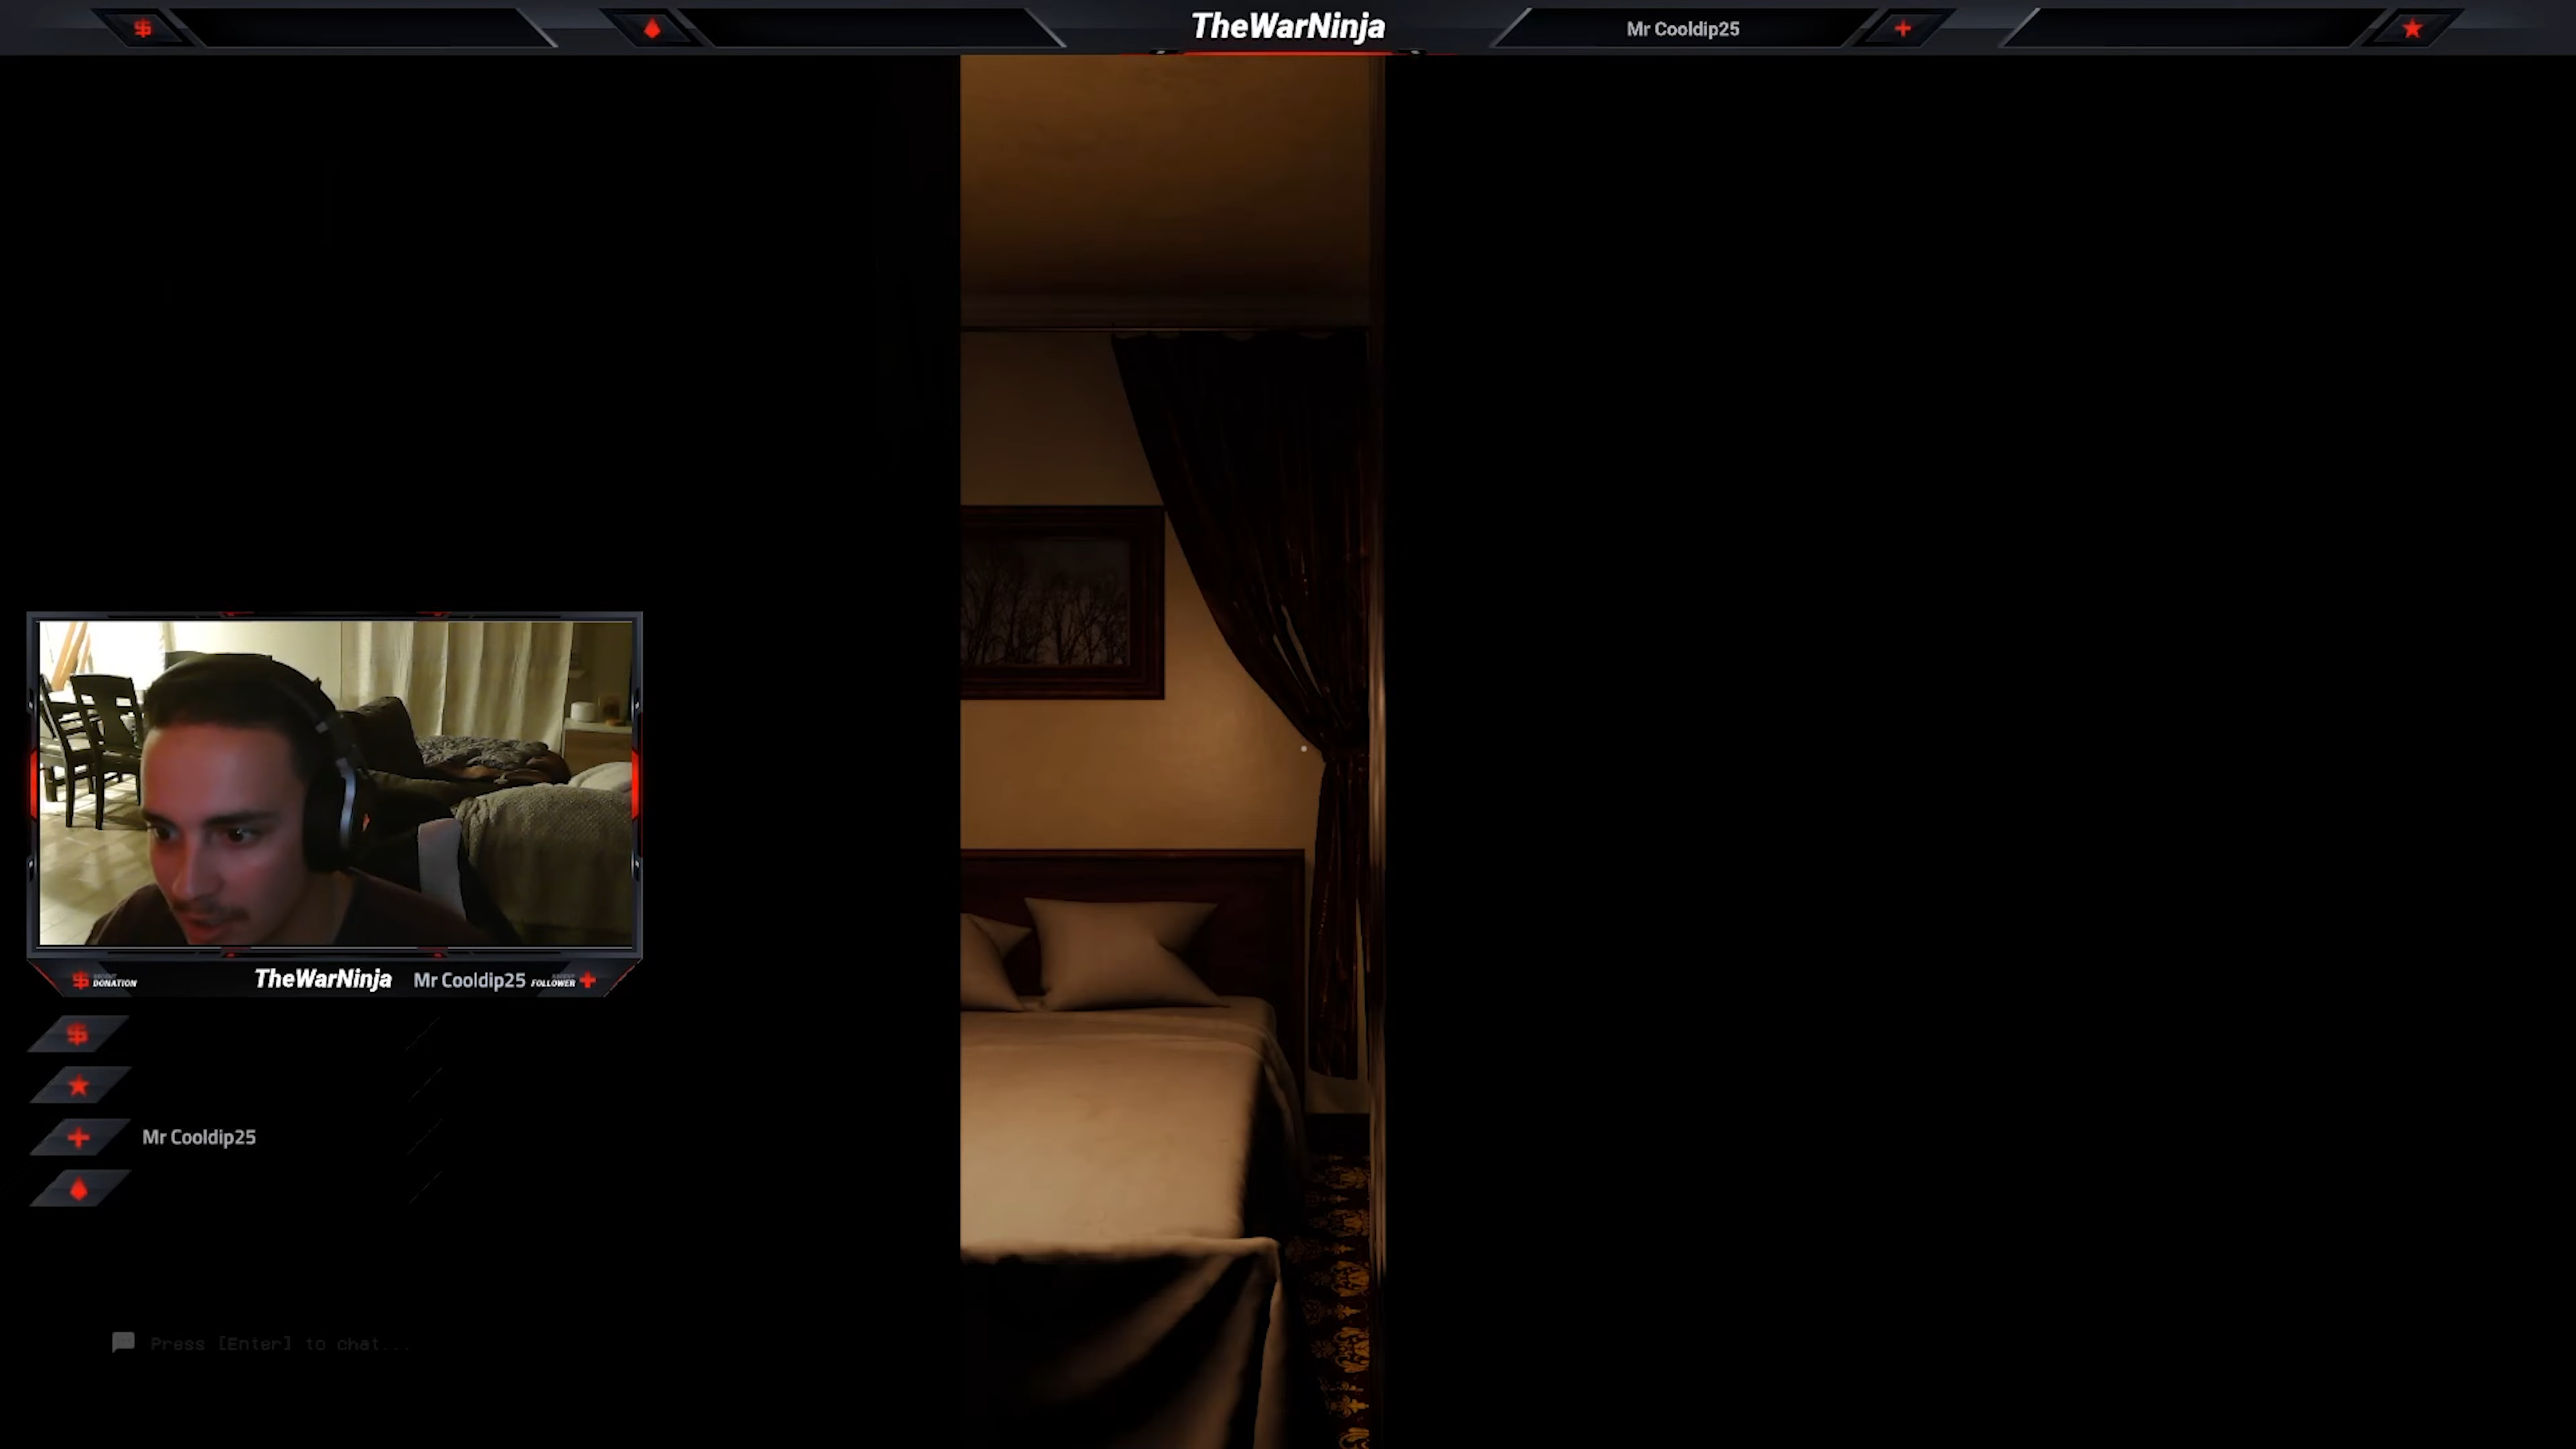 TheWarNinja
Mr Cooldip25
DONATION
TheWarNinja
Mr Cooldip25
FOLLOWER
Mr Cooldip25
Press [Enter] to chat...